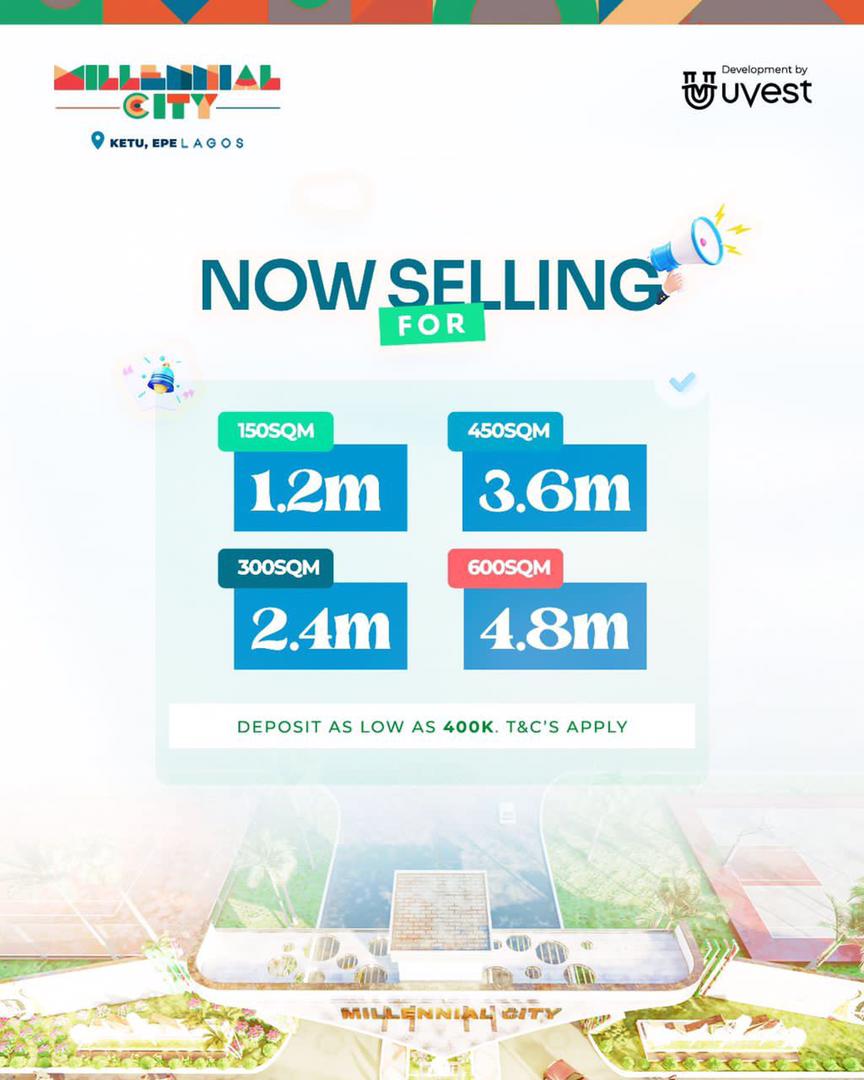 MILLENNIAL
CITY
KETU, EPE LAGOS
Development by
uvest
NOW SELLING
FOR
150SQM
1.2m
450SQM
3.6m
300SQM
2.4m
600SQM
4.8m
DEPOSIT AS LOW AS 400K. T&C'S APPLY
MILLENNIAL CITY